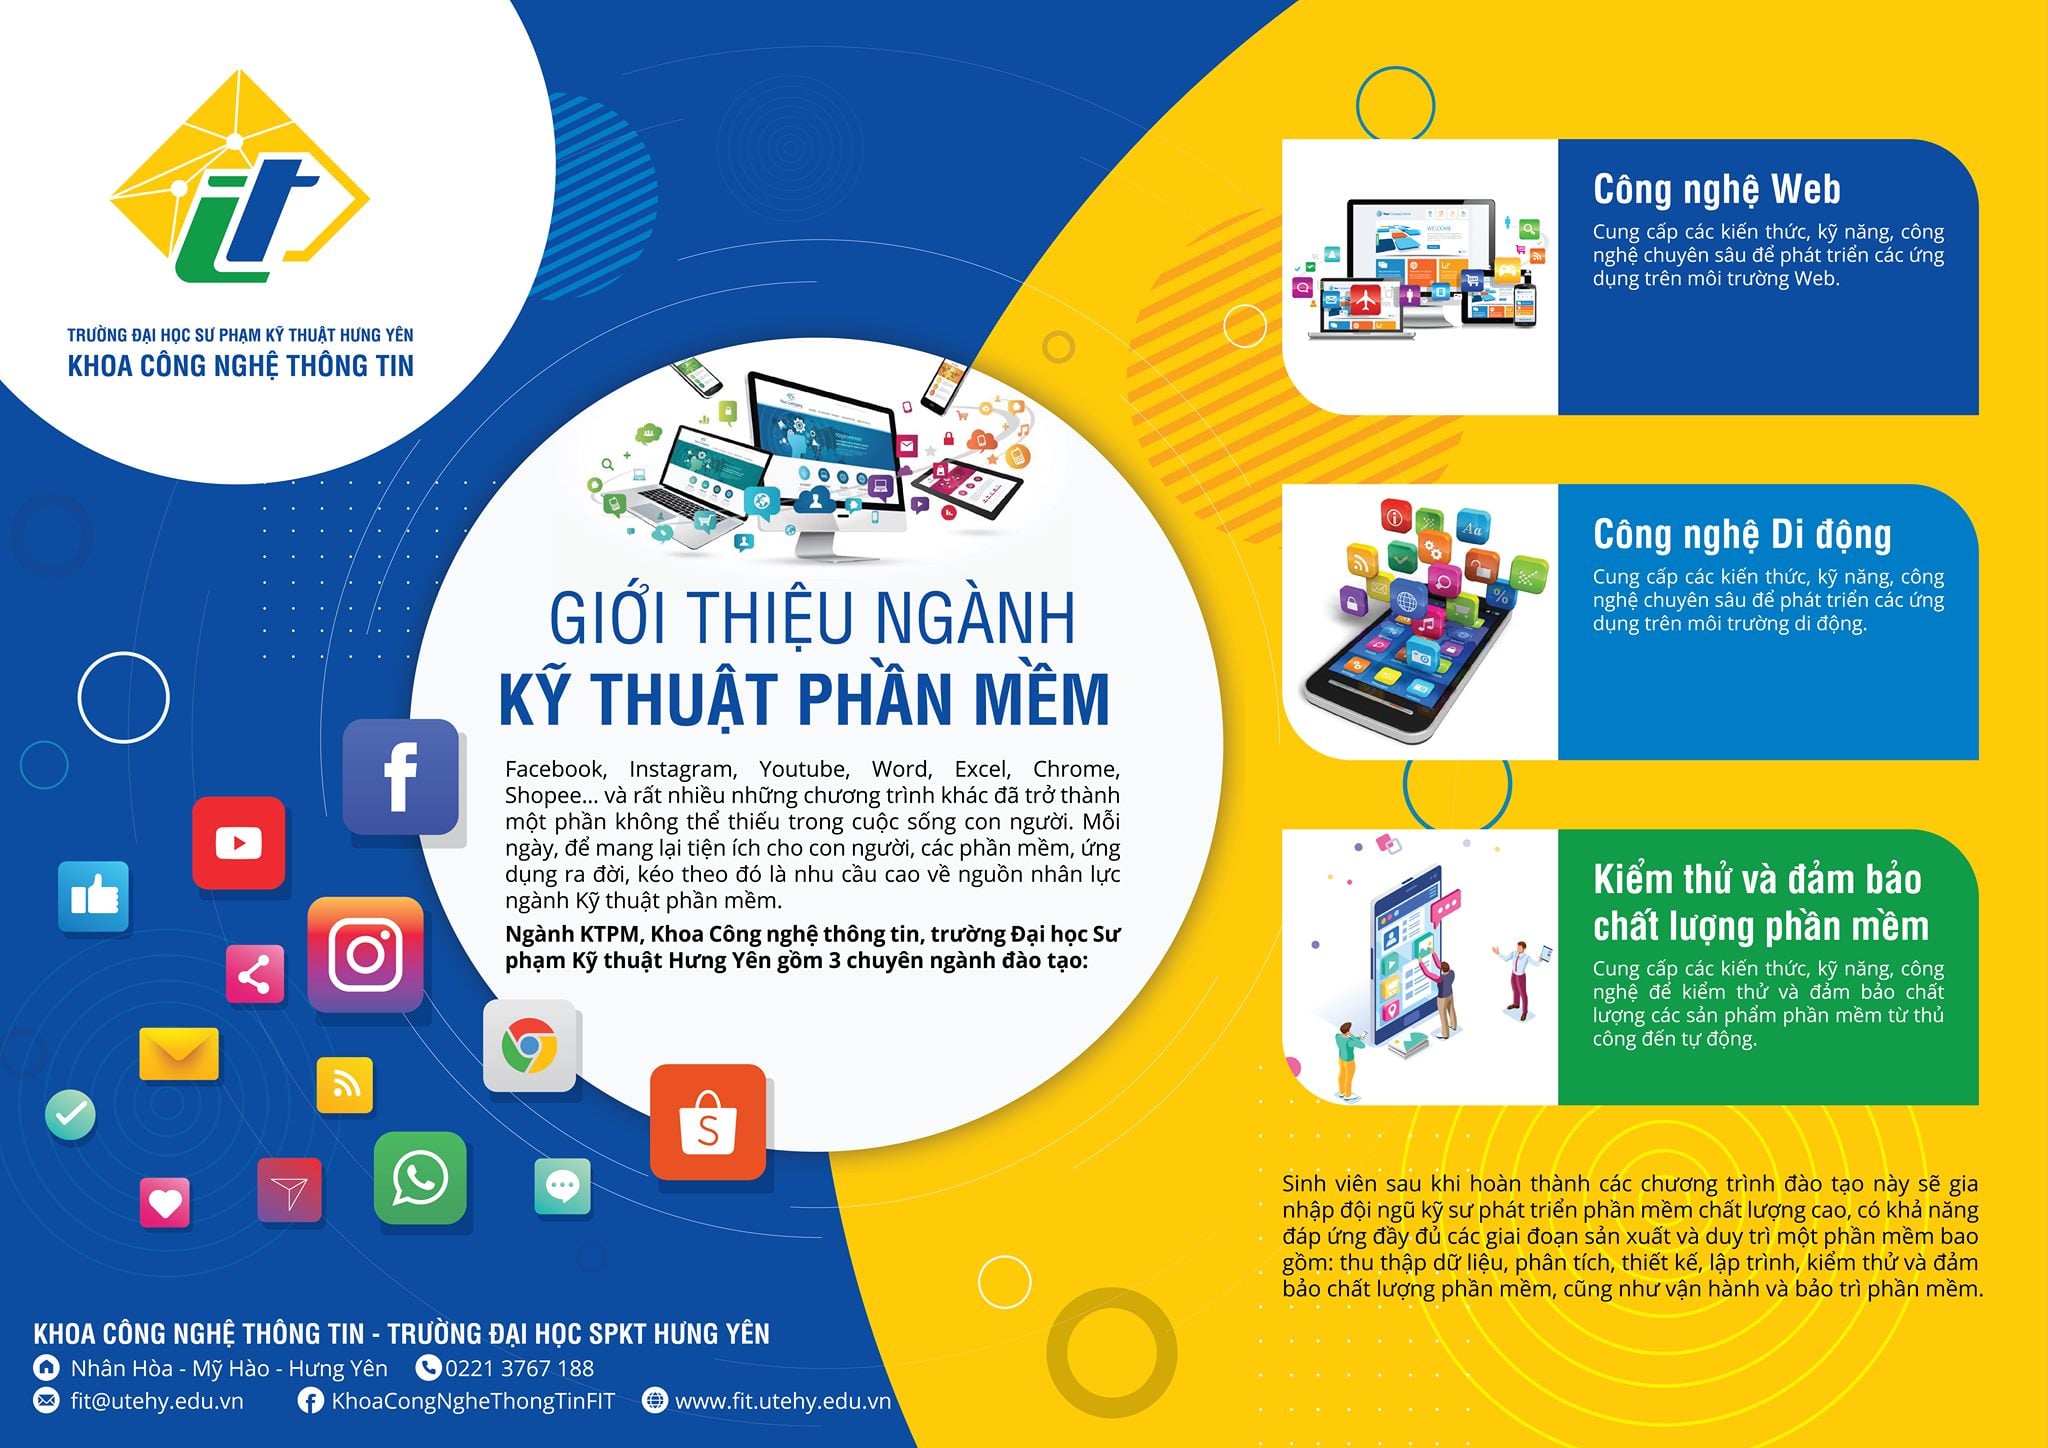 it
TRƯỜNG ĐẠI HỌC SƯ PHẠM KỸ THUẬT HƯNG YÊN
KHOA CÔNG NGHỆ THÔNG TIN
GIỚI THIỆU NGÀNH
KỸ THUẬT PHẦN MỀM
Facebook, Instagram, Youtube, Word, Excel, Chrome,
Shopee... và rất nhiều những chương trình khác đã trở thành
một phần không thể thiếu trong cuộc sống con người. Mỗi
ngày, để mang lại tiện ích cho con người, các phần mềm, ứng
dụng ra đời, kéo theo đó là nhu cầu cao về nguồn nhân lực
ngành Kỹ thuật phần mềm.
Ngành KTPM, Khoa Công nghệ thông tin, trường Đại học Sư
phạm Kỹ thuật Hưng Yên gồm 3 chuyên ngành đào tạo:
f
S
KHOA CÔNG NGHỆ THÔNG TIN - TRƯỜNG ĐẠI HỌC SPKT HƯNG YÊN
Nhân Hòa - Mỹ Hào - Hưng Yên 0221 3767 188
fit@utehy.edu.vn KhoaCongNgheThongTinFIT www.fit.utehy.edu.vn
WELCOME
Công nghệ Web
Cung cấp các kiến thức, kỹ năng, công
nghệ chuyên sâu để phát triển các ứng
dụng trên môi trường Web.
Aa
%
Công nghệ Di động
Cung cấp các kiến thức, kỹ năng, công
nghệ chuyên sâu để phát triển các ứng
dụng trên môi trường di động.
Kiểm thử và đảm bảo
chất lượng phần mềm
Cung cấp các kiến thức, kỹ năng, công
nghệ để kiểm thử và đảm bảo chất
lượng các sản phẩm phần mềm từ thủ
công đến tự động.
Sinh viên sau khi hoàn thành các chương trình đào tạo này sẽ gia
nhập đội ngũ kỹ sư phát triển phần mềm chất lượng cao, có khả năng
đáp ứng đầy đủ các giai đoạn sản xuất và duy trì một phần mềm bao
gồm: thu thập dữ liệu, phân tích, thiết kế, lập trình, kiểm thử và đảm
bảo chất lượng phần mềm, cũng như vận hành và bảo trì phần mềm.